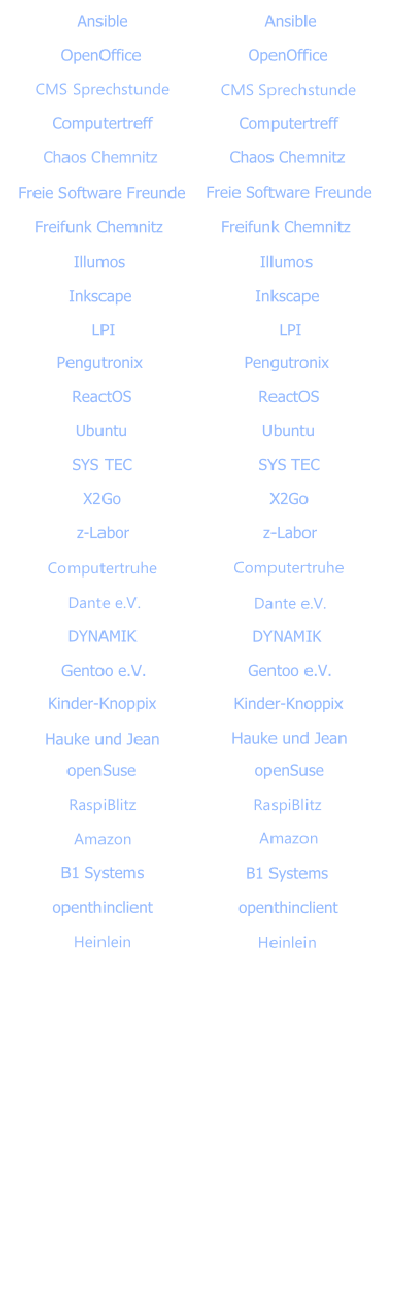 Ansible Ansible
OpenOffice OpenOffice
CMS Sprechstunde CMS Sprechstunde
Computertreff Computertreff
Chaos Chemnitz Chaos Chemnitz
Freie Software Freunde Freie Software Freunde
Freifunk Chemnitz Freifunk Chemnitz
Illumos Illumos
Inkscape Inkscape
LPI LPI
Pengutronix Pengutronix
ReactOS ReactOS
Ubuntu Ubuntu
SYS TEC SYS TEC
X2Go X2Go
z-Labor z-Labor
Computertruhe Computertruhe
Dante e.V. Dante e.V.
DYNAMIK DYNAMIK
Gentoo e.V. Gentoo e.V.
Kinder-Knoppix Kinder-Knoppix
Hauke und Jean Hauke und Jean
openSuse openSuse
RaspiBlitz RaspiBlitz
Amazon Amazon
B1 Systems B1 Systems
openthinclient openthinclient
Heinlein Heinlein